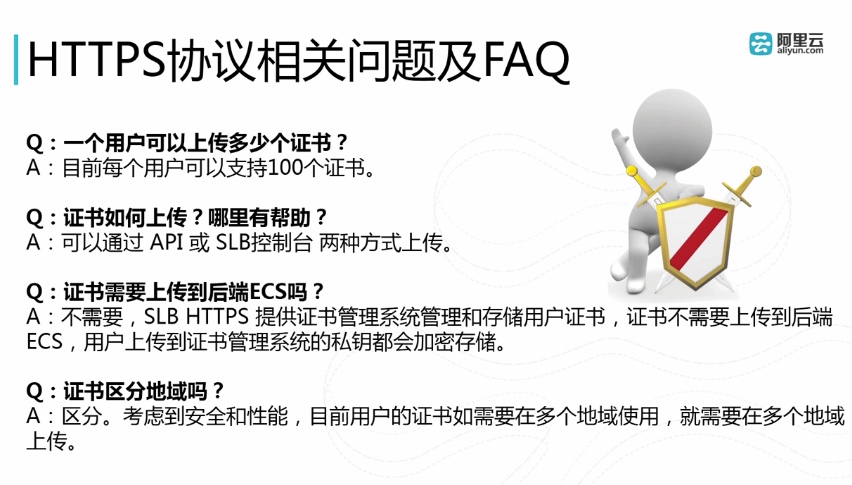 HTTPS协议相关问题及FAQ
阿里云
aliyun.com
Q：一个用户可以上传多少个证书？
A：目前每个用户可以支持100个证书。
Q：证书如何上传？哪里有帮助？
A：可以通过 API 或 SLB控制台 两种方式上传。
Q：证书需要上传到后端ECS吗？
A：不需要，SLB HTTPS 提供证书管理系统管理和存储用户证书，证书不需要上传到后端
ECS，用户上传到证书管理系统的私钥都会加密存储。
Q：证书区分地域吗？
A：区分。考虑到安全和性能，目前用户的证书如需要在多个地域使用，就需要在多个地域
上传。